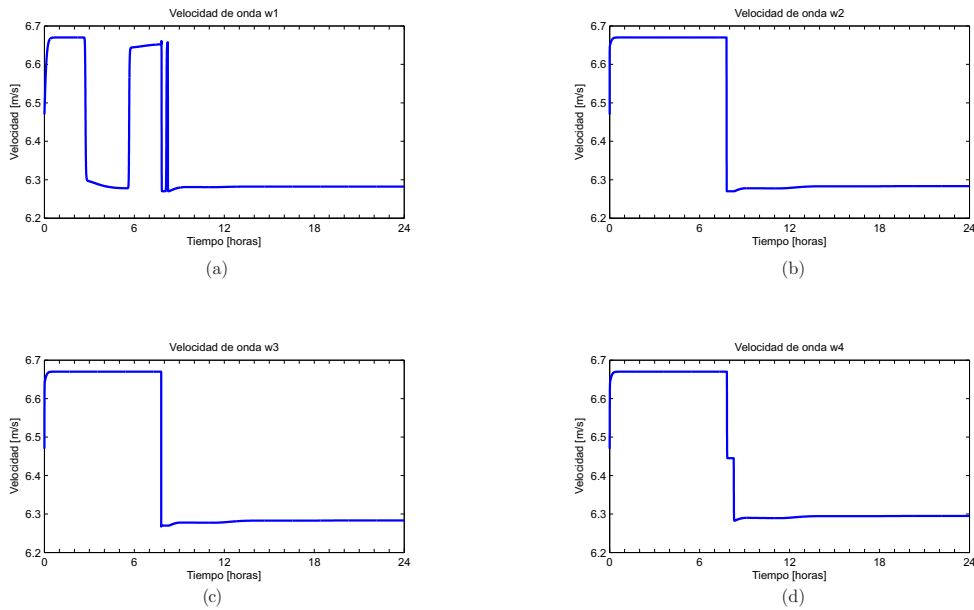 Velocidad de onda w1
6.7
6.6
6.5
6.4
6.3
6.2
Velocidad [m/s]
0 6 12 18 24
Tiempo [horas]
(a)
Velocidad de onda w2
6.7
6.6
6.5
6.4
6.3
6.2
Velocidad [m/s]
0 6 12 18 24
Tiempo [horas]
(b)
Velocidad de onda w3
6.7
6.6
6.5
6.4
6.3
6.2
Velocidad [m/s]
0 6 12 18 24
Tiempo [horas]
(c)
Velocidad de onda w4
6.7
6.6
6.5
6.4
6.3
6.2
Velocidad [m/s]
0 6 12 18 24
Tiempo [horas]
(d)